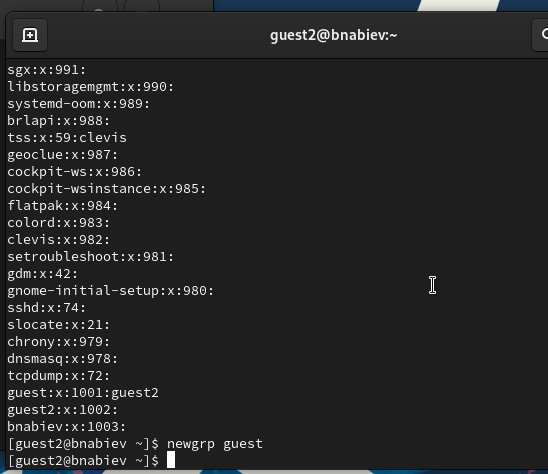 guest2@bnabiev:~
sgx:x:991:
libstoragemgmt:x:990:
systemd-oom:x:989:
brlapi:x:988:
tss:x:59:clevis
geoclue:x:987:
cockpit-ws:x:986:
cockpit-wsinstance:x:985:
flatpak:x:984:
colord:x:983:
clevis:x:982:
setroubleshoot:x:981:
gdm:x:42:
gnome-initial-setup:x:980:
sshd:x:74:
slocate:x:21:
chrony:x:979:
dnsmasq:x:978:
tcpdump:x:72:
guest:x:1001:guest2
guest2:x:1002:
bnabiev:x:1003:
[guest2@bnabiev ~]$ newgrp guest
[guest2@bnabiev ~]$